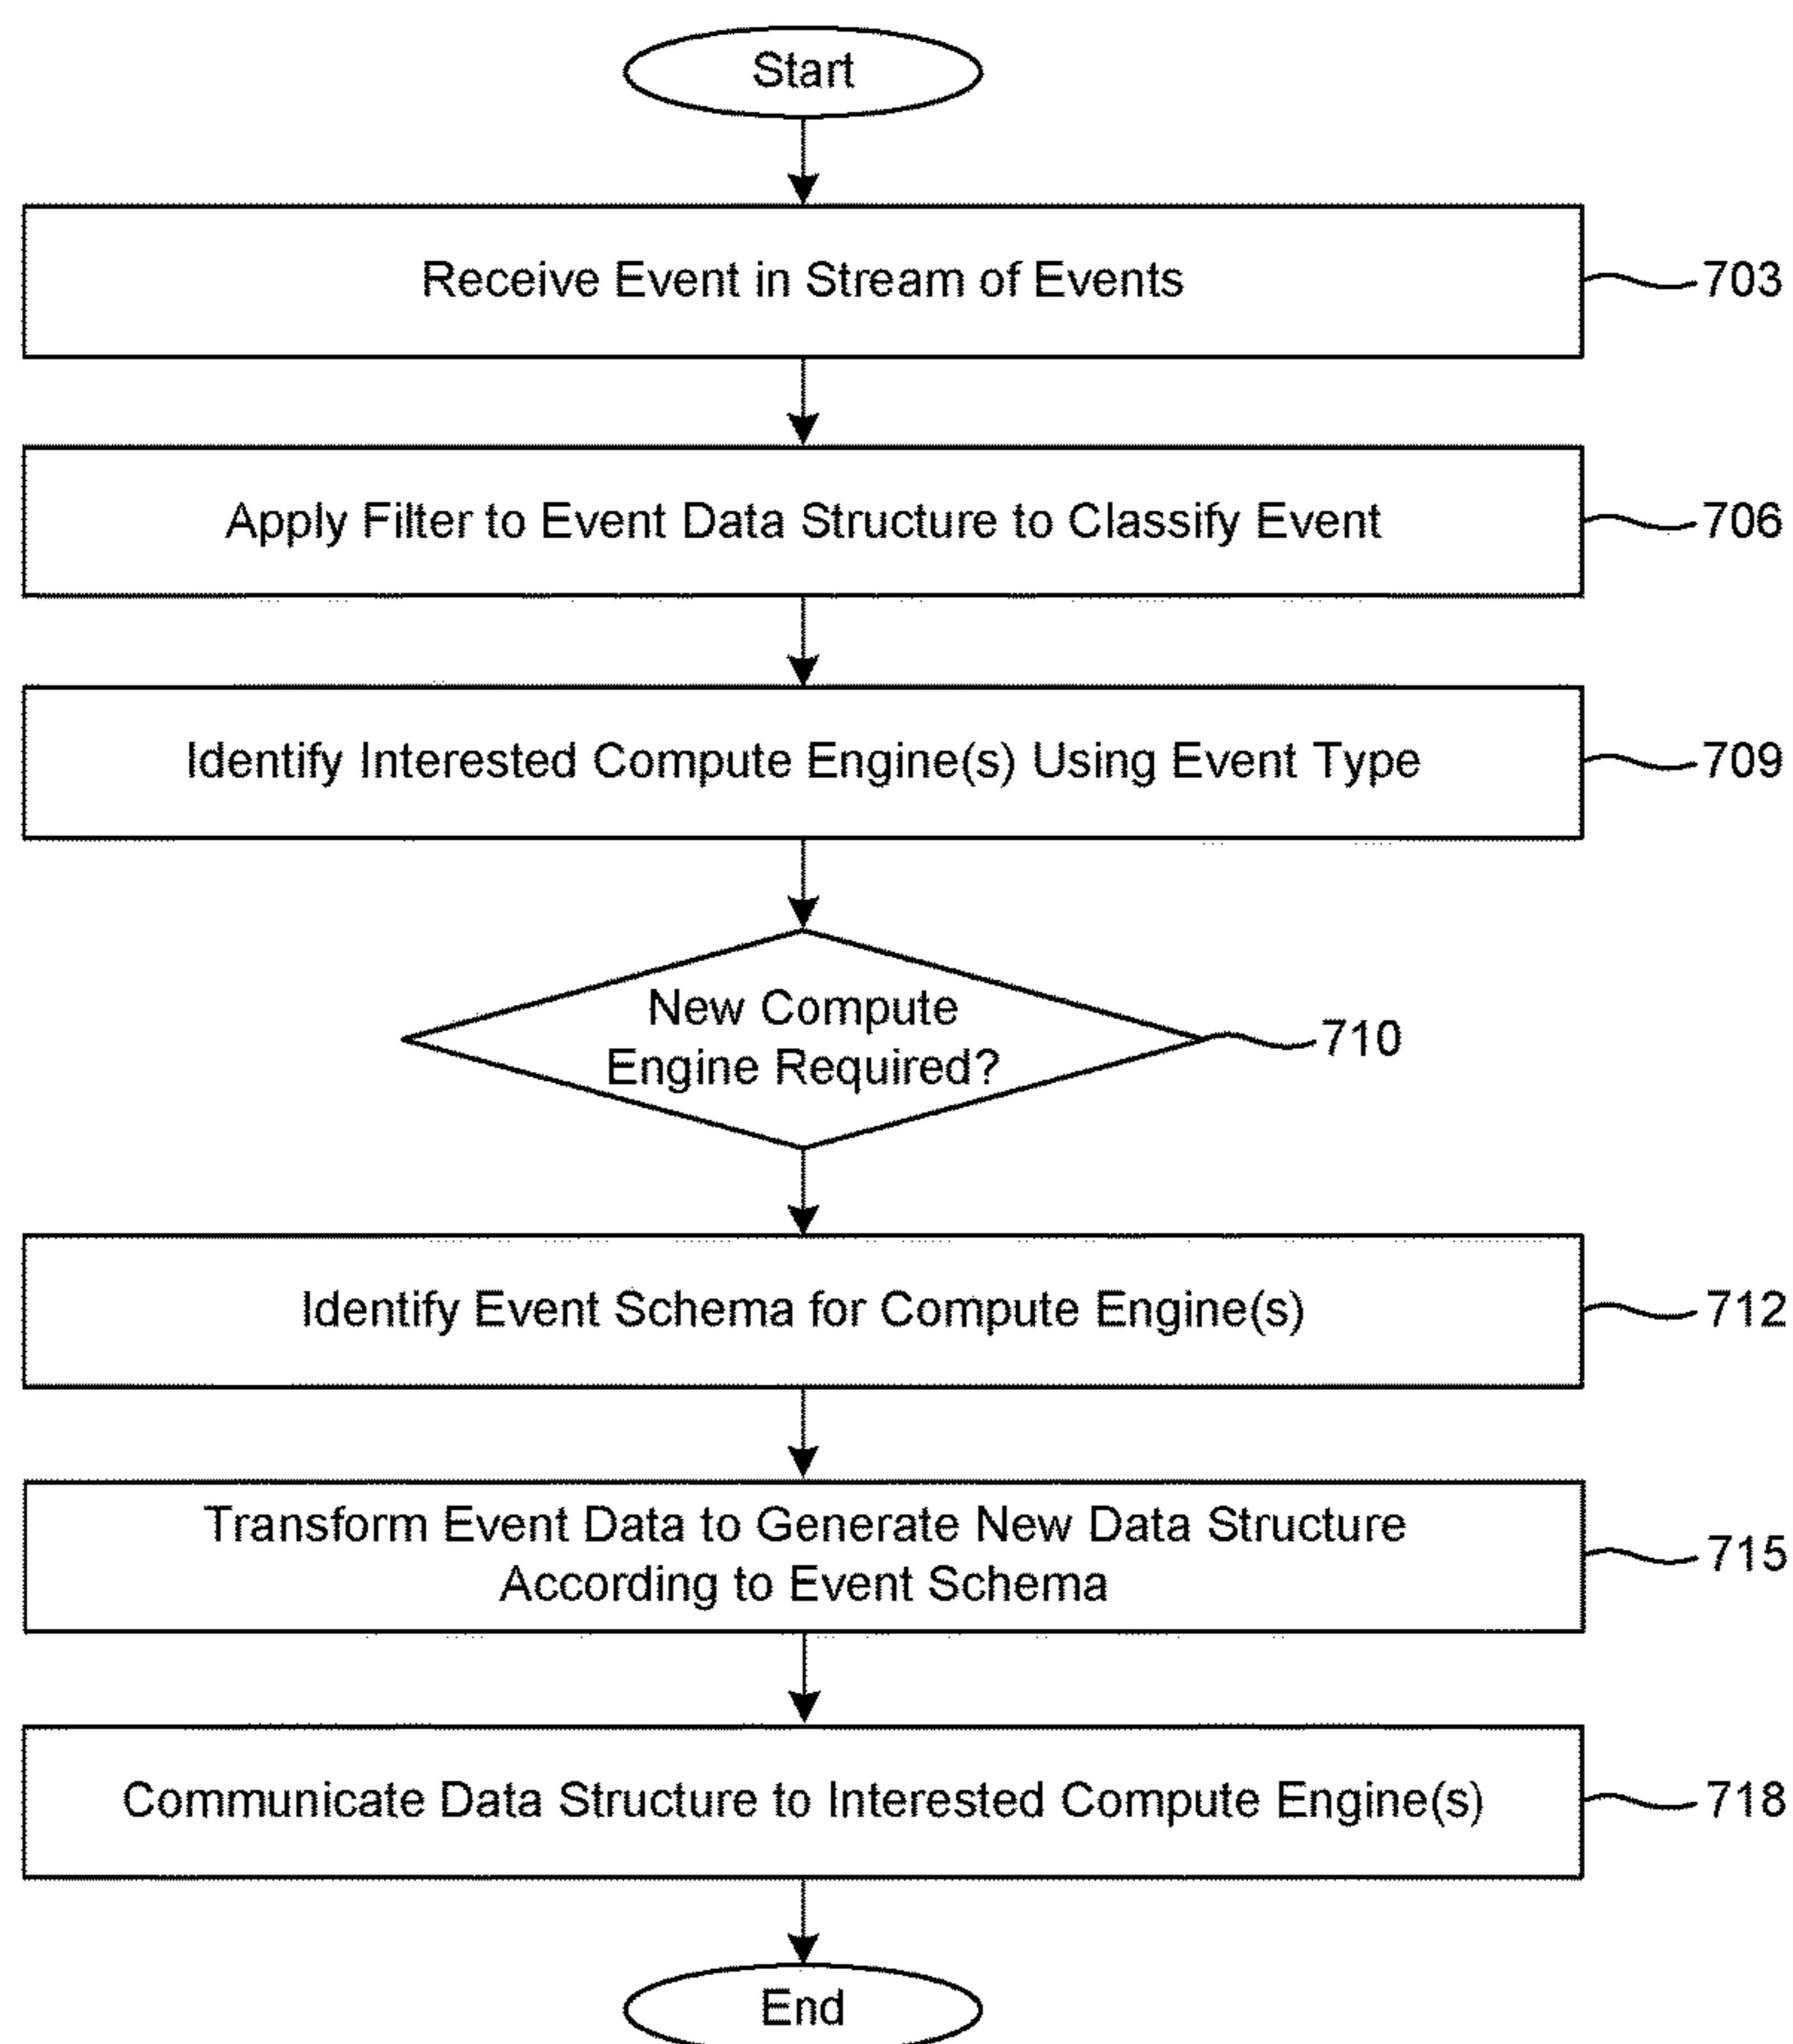 Start
Receive Event in Stream of Events
703
Apply Filter to Event Data Structure to Classify Event
706
Identify Interested Compute Engine(s) Using Event Type
709
New Compute
Engine Required?
710
Identify Event Schema for Compute Engine(s)
712
Transform Event Data to Generate New Data Structure
According to Event Schema
715
Communicate Data Structure to Interested Compute Engine(s)
718
End